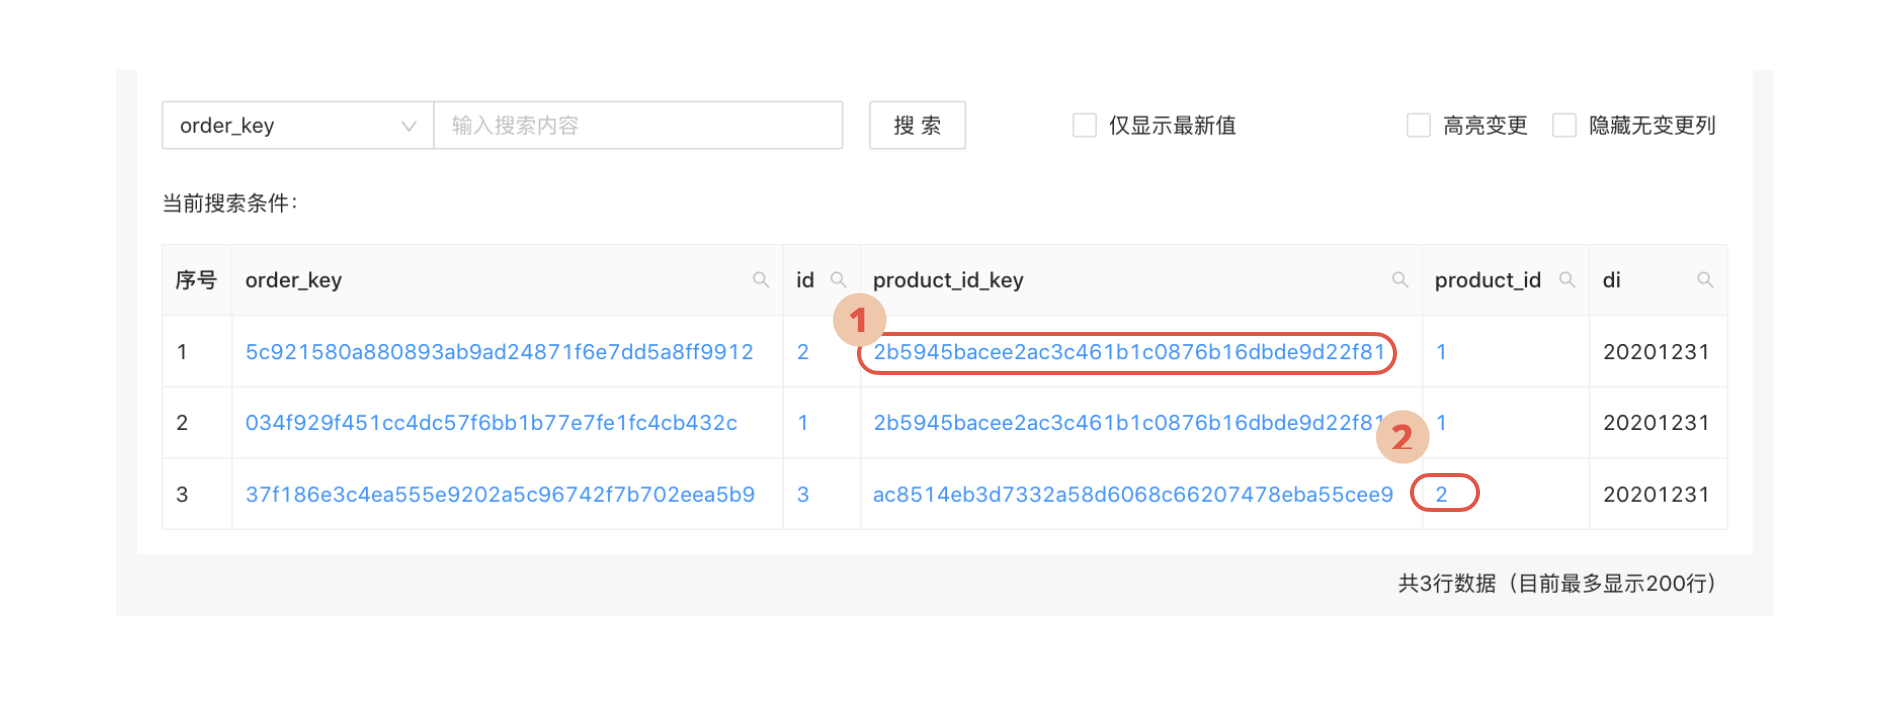 order_key 输入搜索内容 搜 索 仅显示最新值 高亮变更 隐藏无变更列
当前搜索条件：
序号 order_key id product_id_key product_id di
1
1 5c921580a880893ab9ad24871f6e7dd5a8ff9912 2 2b5945bacee2ac3c461b1c0876b16dbde9d22f81 1 20201231
2 034f929f451cc4dc57f6bb1b77e7fe1fc4cb432c 1 2b5945bacee2ac3c461b1c0876b16dbde9d22f81 1 20201231
2
3 37f186e3c4ea555e9202a5c96742f7b702eea5b9 3 ac8514eb3d7332a58d6068c66207478eba55cee9 2 20201231
共3行数据（目前最多显示200行）